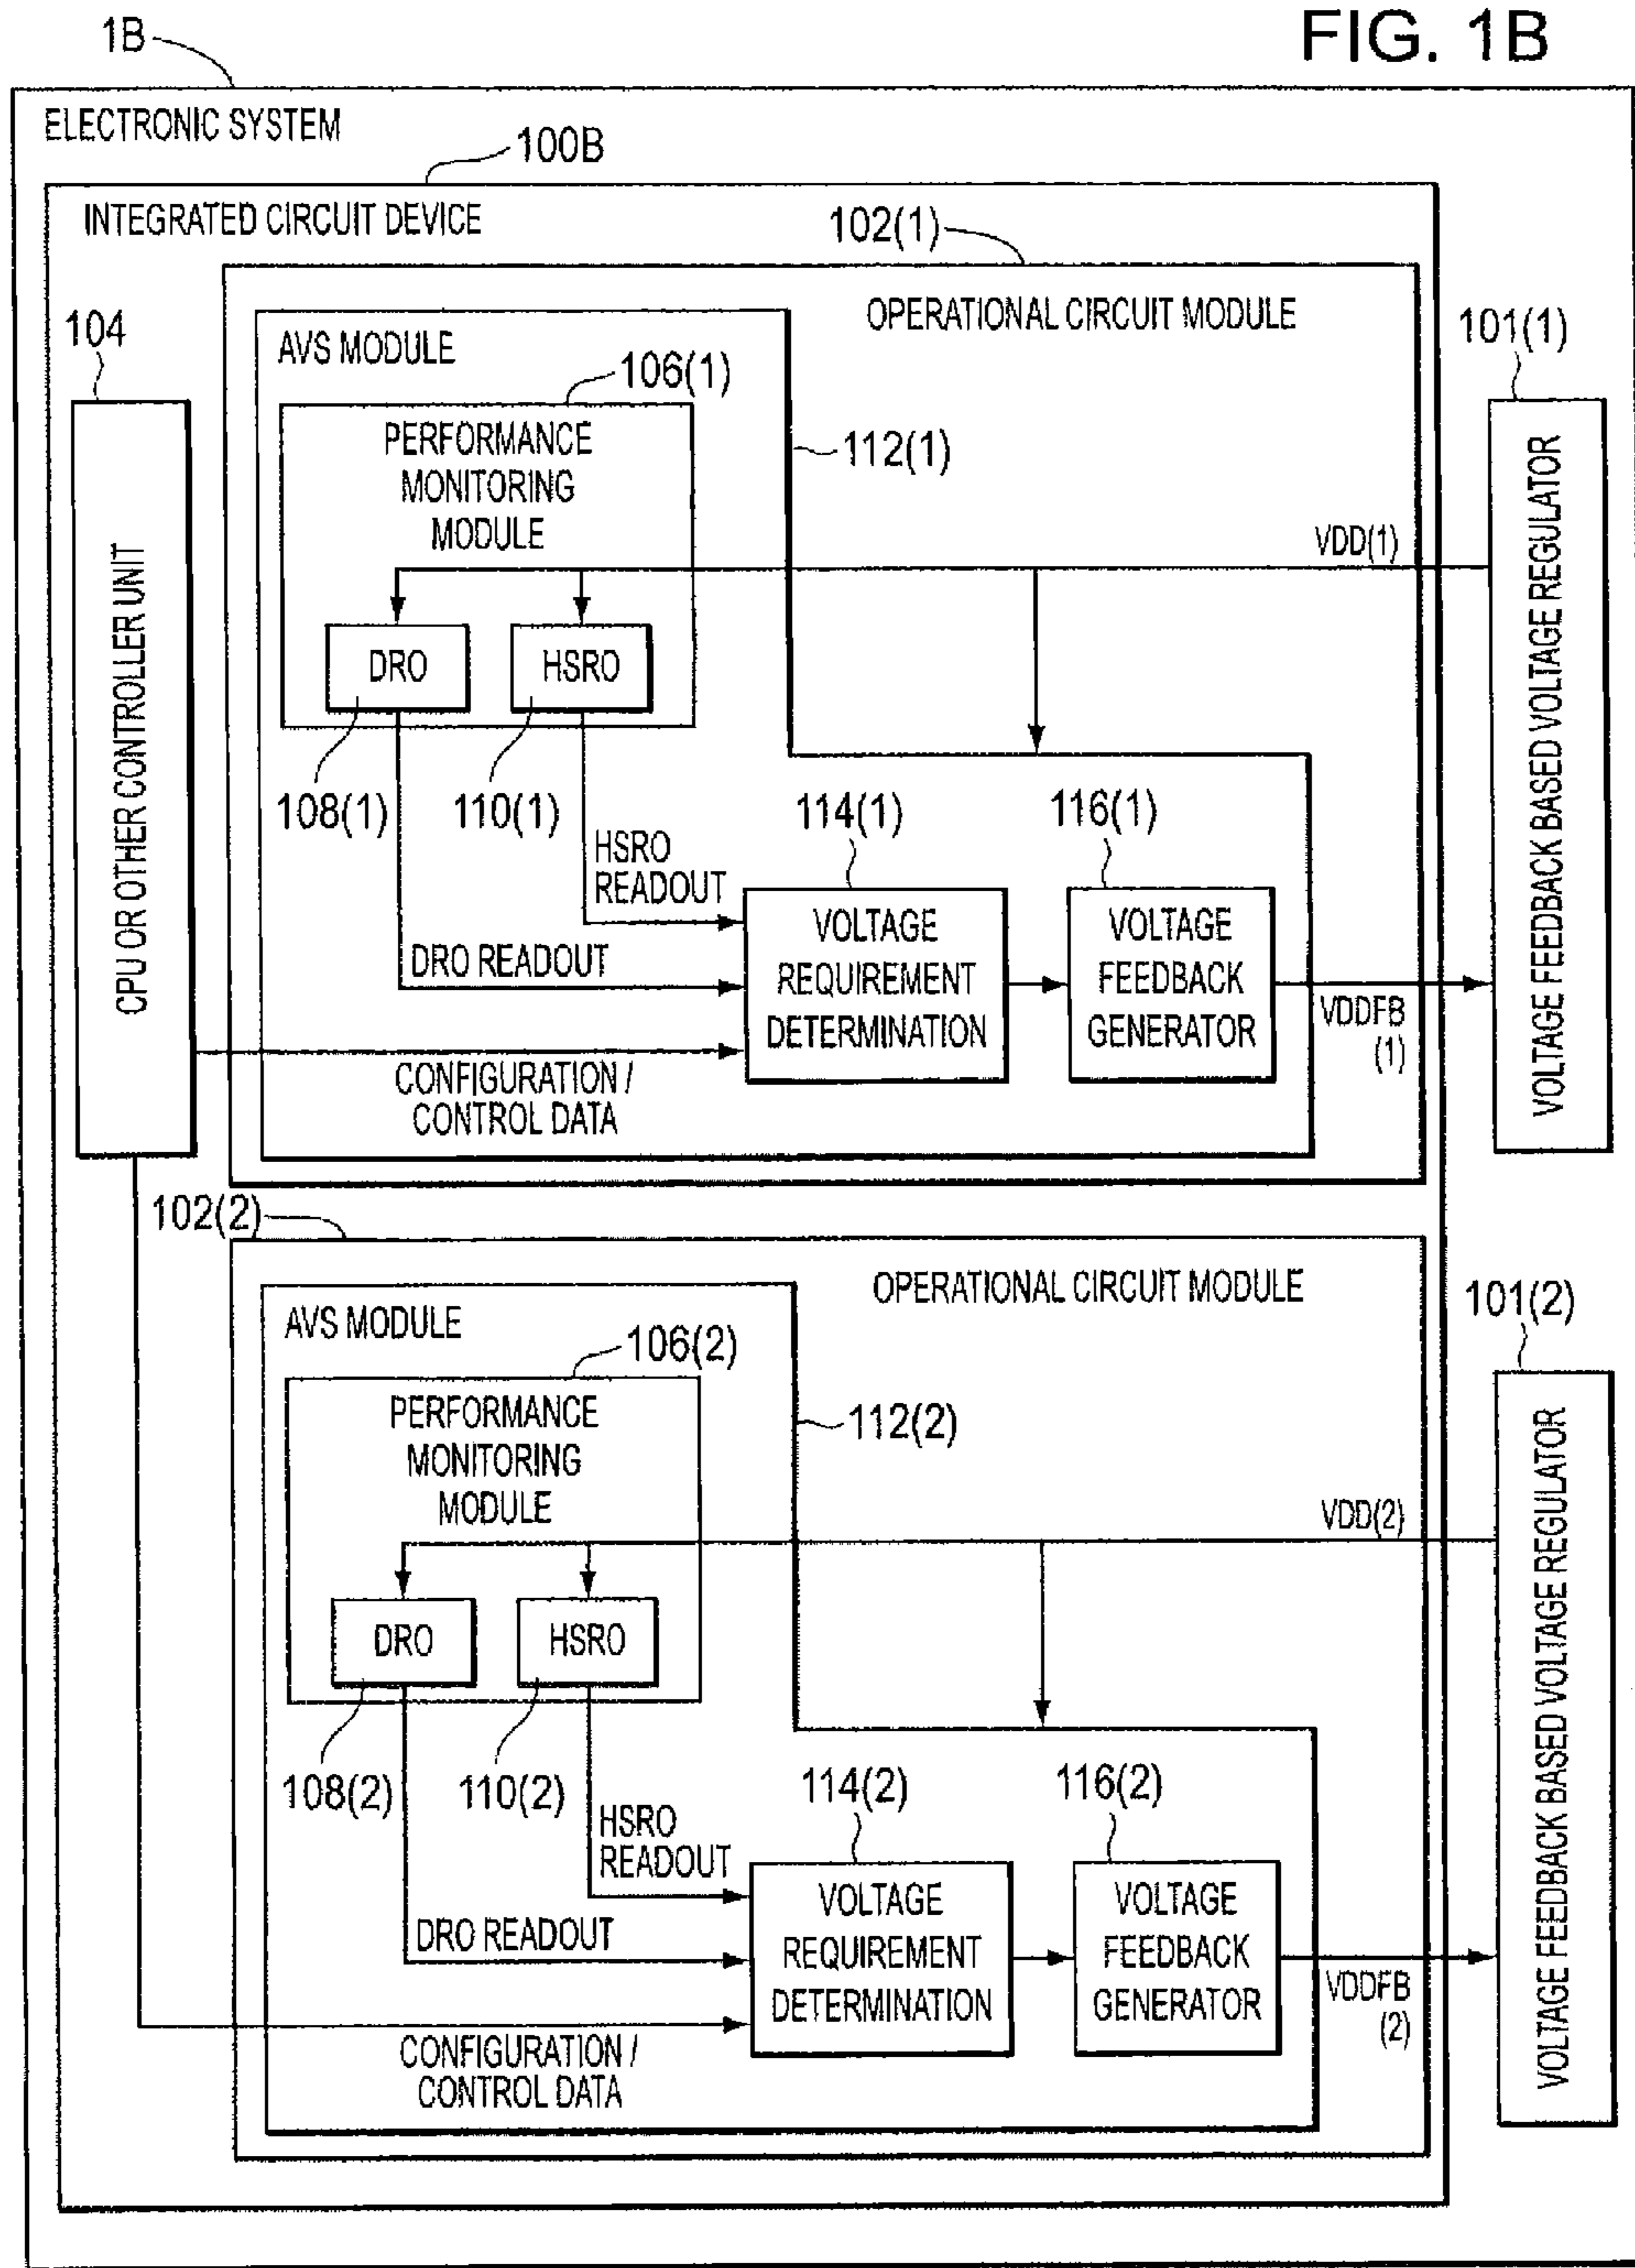 FIG. 1B
1B
ELECTRONIC SYSTEM
100B
INTEGRATED CIRCUIT DEVICE
102(1)
OPERATIONAL CIRCUIT MODULE
104
CPU OR OTHER CONTROLLER UNIT
AVS MODULE
106(1)
PERFORMANCE
MONITORING
MODULE
112(1)
101(1)
VOLTAGE FEEDBACK BASED VOLTAGE REGULATOR
VDD(1)
DRO
HSRO
108(1)
110(1)
HSRO
READOUT
DRO READOUT
114(1)
116(1)
VOLTAGE
REQUIREMENT
DETERMINATION
VOLTAGE
FEEDBACK
GENERATOR
VDDFB
(1)
CONFIGURATION /
CONTROL DATA
102(2)
OPERATIONAL CIRCUIT MODULE
AVS MODULE
106(2)
PERFORMANCE
MONITORING
MODULE
112(2)
101(2)
VOLTAGE FEEDBACK BASED VOLTAGE REGULATOR
VDD(2)
DRO
HSRO
108(2)
110(2)
HSRO
READOUT
DRO READOUT
114(2)
116(2)
VOLTAGE
REQUIREMENT
DETERMINATION
VOLTAGE
FEEDBACK
GENERATOR
VDDFB
(2)
CONFIGURATION /
CONTROL DATA